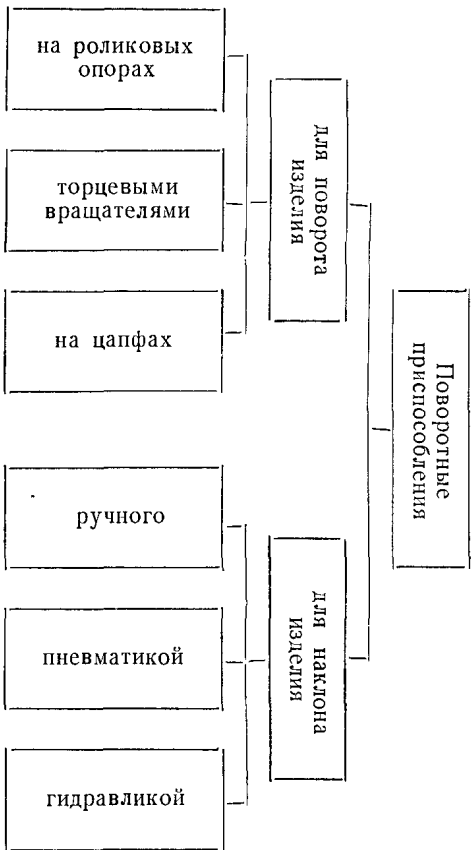 Поворотные
приспособления
для поворота
изделия
на роликовых
опорах
торцевыми
вращателями
на цапфах
для наклона
изделия
ручного
пневматикой
гидравликой